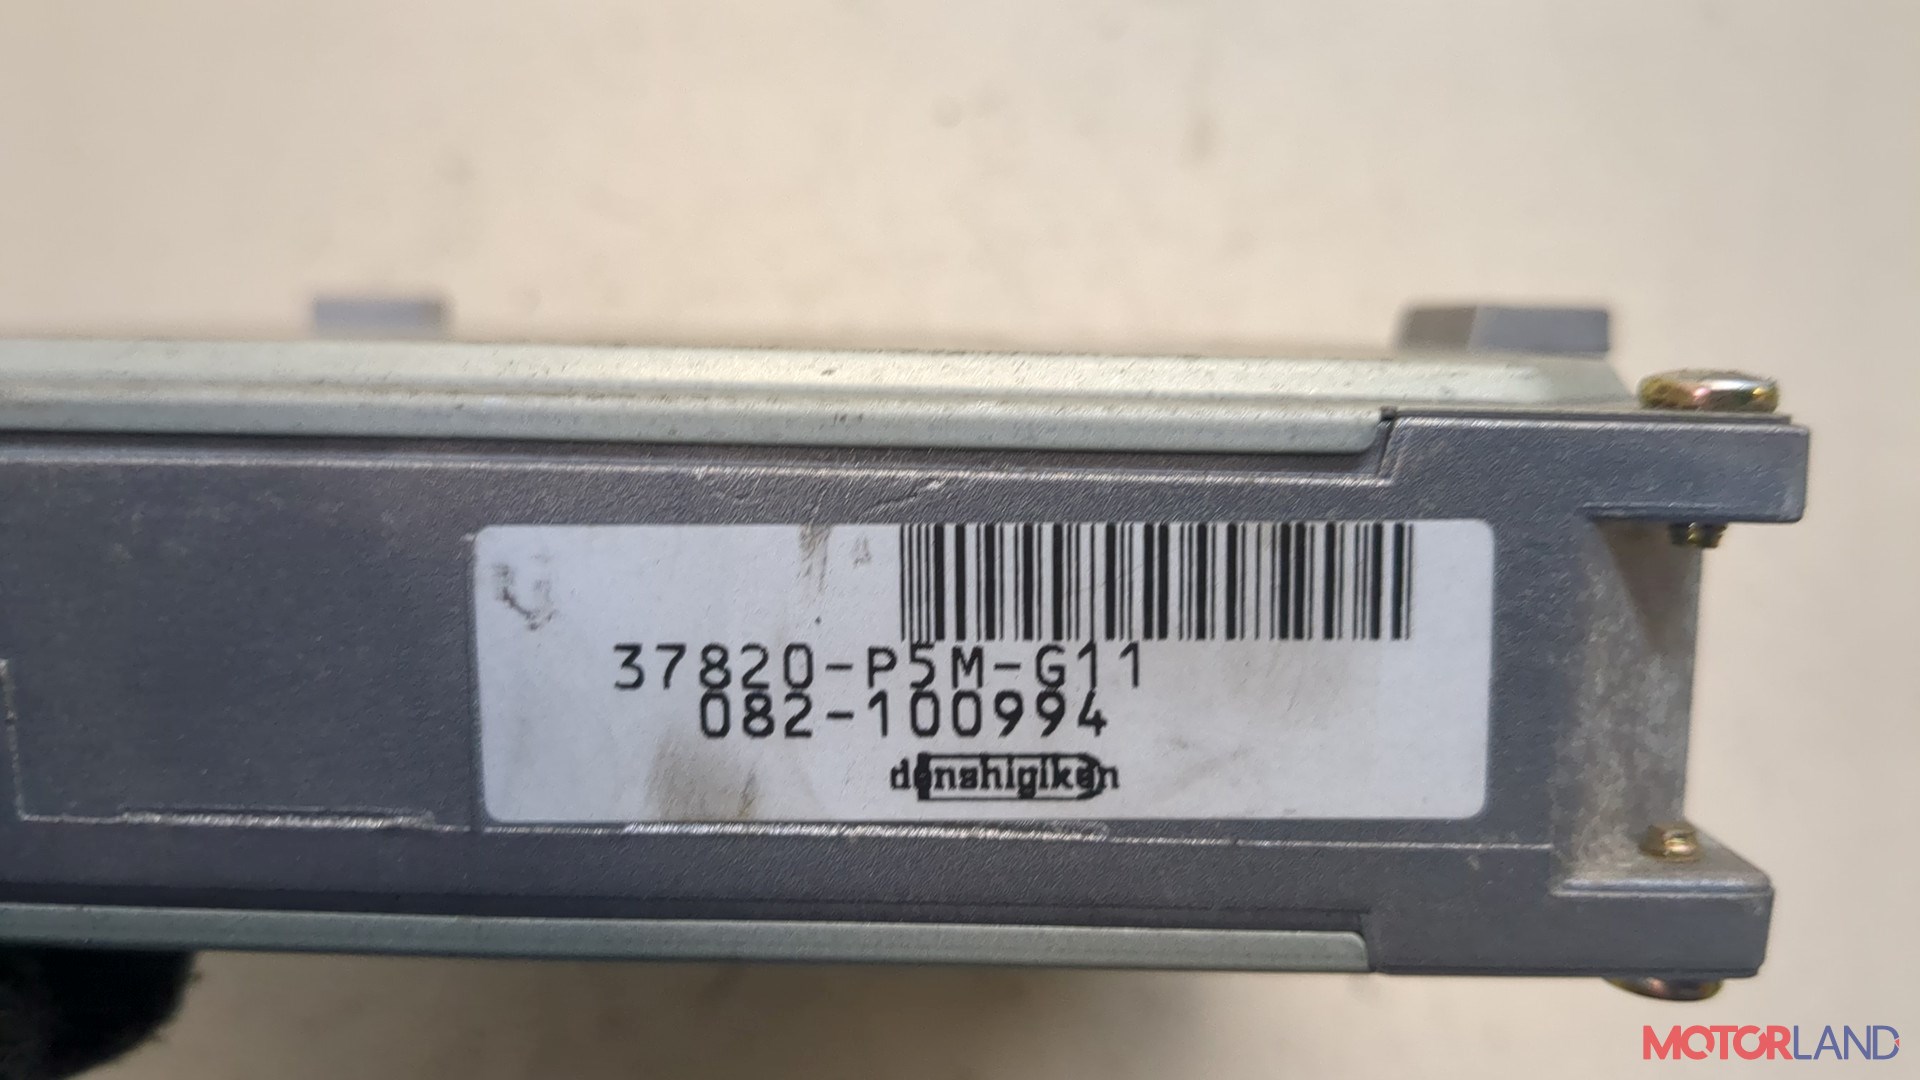 37820-P5M-G11
082-100994
denshigiken
MOTORLAND